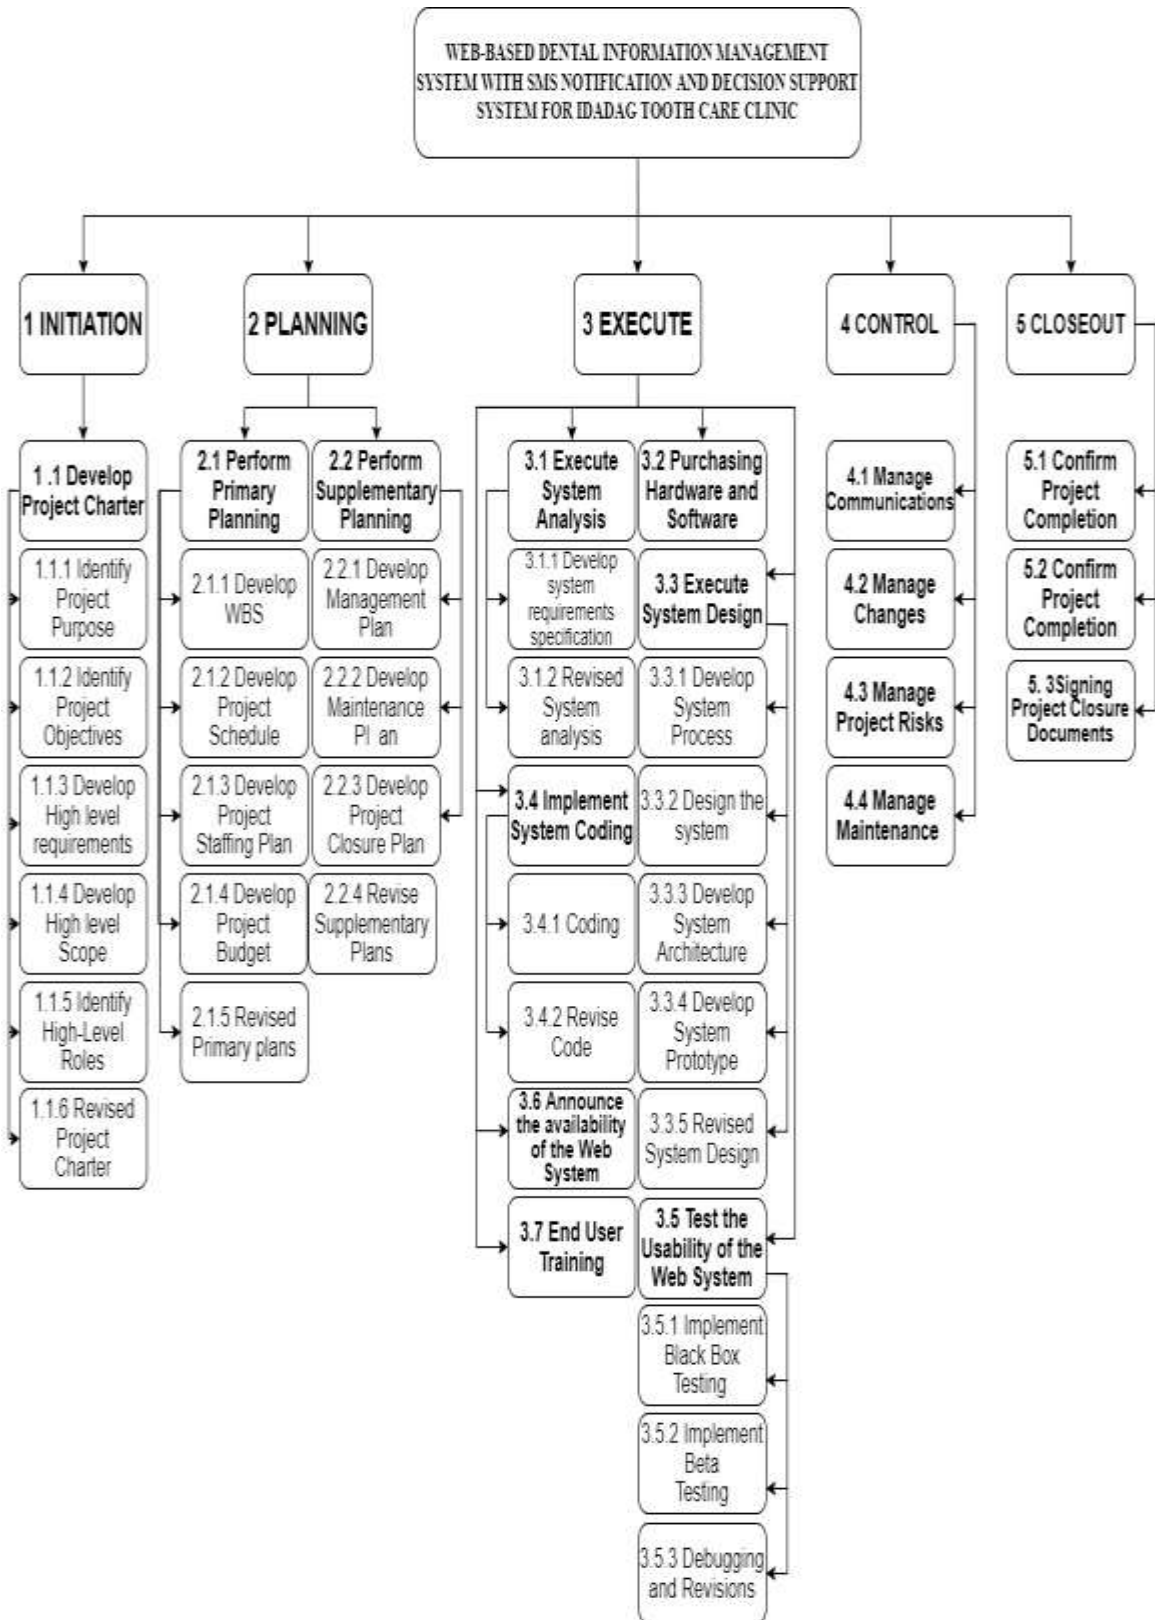 WEB-BASED DENTAL INFORMATION MANAGEMENT
SYSTEM WITH SMS NOTIFICATION AND DECISION SUPPORT
SYSTEM FOR IDADAG TOOTH CARE CLINIC
1 INITIATION
2 PLANNING
3 EXECUTE
4 CONTROL
5 CLOSEOUT
1 .1 Develop
Project Charter
1.1.1 Identify
Project
Purpose
1.1.2 Identify
Project
Objectives
1.1.3 Develop
High level
requirements
1.1.4 Develop
High level
Scope
1.1.5 Identify
High-Level
Roles
1.1.6 Revised
Project
Charter
2.1 Perform
Primary
Planning
2.1.1 Develop
WBS
2.1.2 Develop
Project
Schedule
2.1.3 Develop
Project
Staffing Plan
2.1.4 Develop
Project
Budget
2.1.5 Revised
Primary plans
2.2 Perform
Supplementary
Planning
2.2.1 Develop
Management
Plan
2.2.2 Develop
Maintenance
Pl an
2.2.3 Develop
Project
Closure Plan
2.2.4 Revise
Supplementary
Plans
3.1 Execute
System
Analysis
3.1.1 Develop
system
requirements
specification
3.1.2 Revised
System
analysis
3.4 Implement
System Coding
3.4.1 Coding
3.4.2 Revise
Code
3.6 Announce
the availability
of the Web
System
3.7 End User
Training
3.2 Purchasing
Hardware and
Software
3.3 Execute
System Design
3.3.1 Develop
System
Process
3.3.2 Design the
system
3.3.3 Develop
System
Architecture
3.3.4 Develop
System
Prototype
3.3.5 Revised
System Design
3.5 Test the
Usability of the
Web System
3.5.1 Implement
Black Box
Testing
3.5.2 Implement
Beta
Testing
3.5.3 Debugging
and Revisions
4.1 Manage
Communications
4.2 Manage
Changes
4.3 Manage
Project Risks
4.4 Manage
Maintenance
5.1 Confirm
Project
Completion
5.2 Confirm
Project
Completion
5. 3Signing
Project Closure
Documents